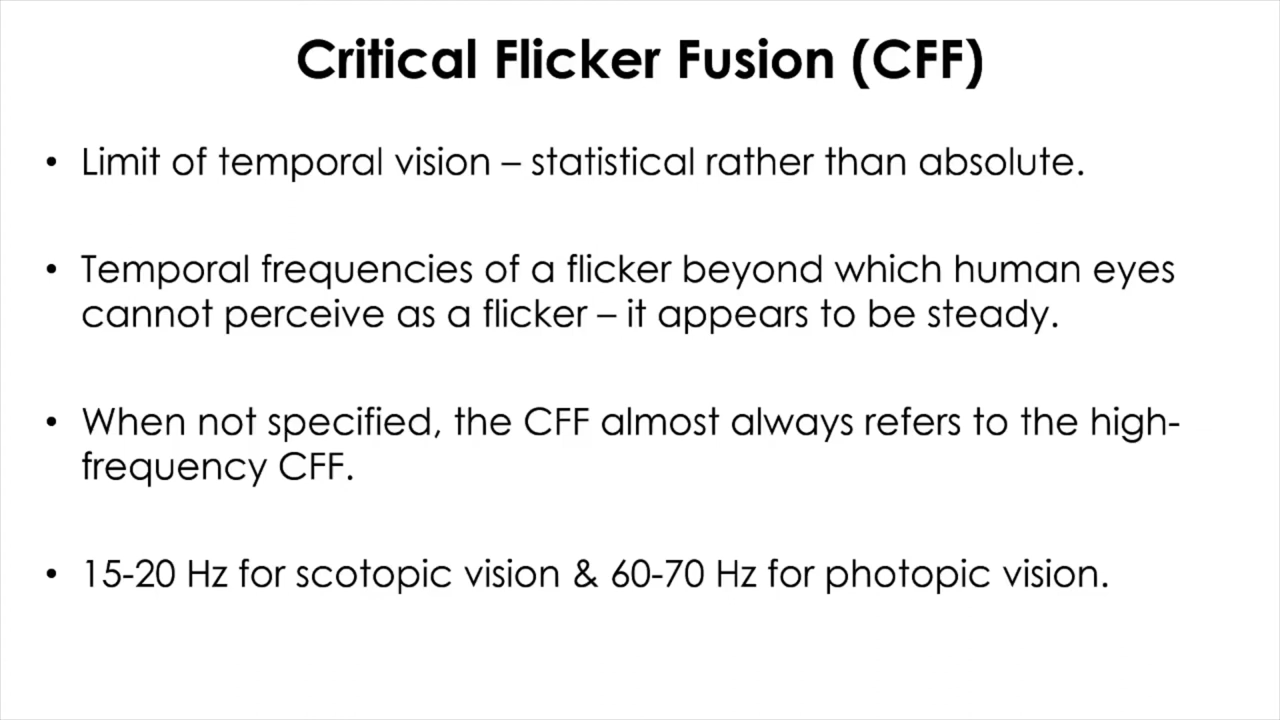 Critical Flicker Fusion (CFF)
• Limit of temporal vision – statistical rather than absolute.
• Temporal frequencies of a flicker beyond which human eyes
cannot perceive as a flicker – it appears to be steady.
• When not specified, the CFF almost always refers to the high-
frequency CFF.
• 15-20 Hz for scotopic vision & 60-70 Hz for photopic vision.